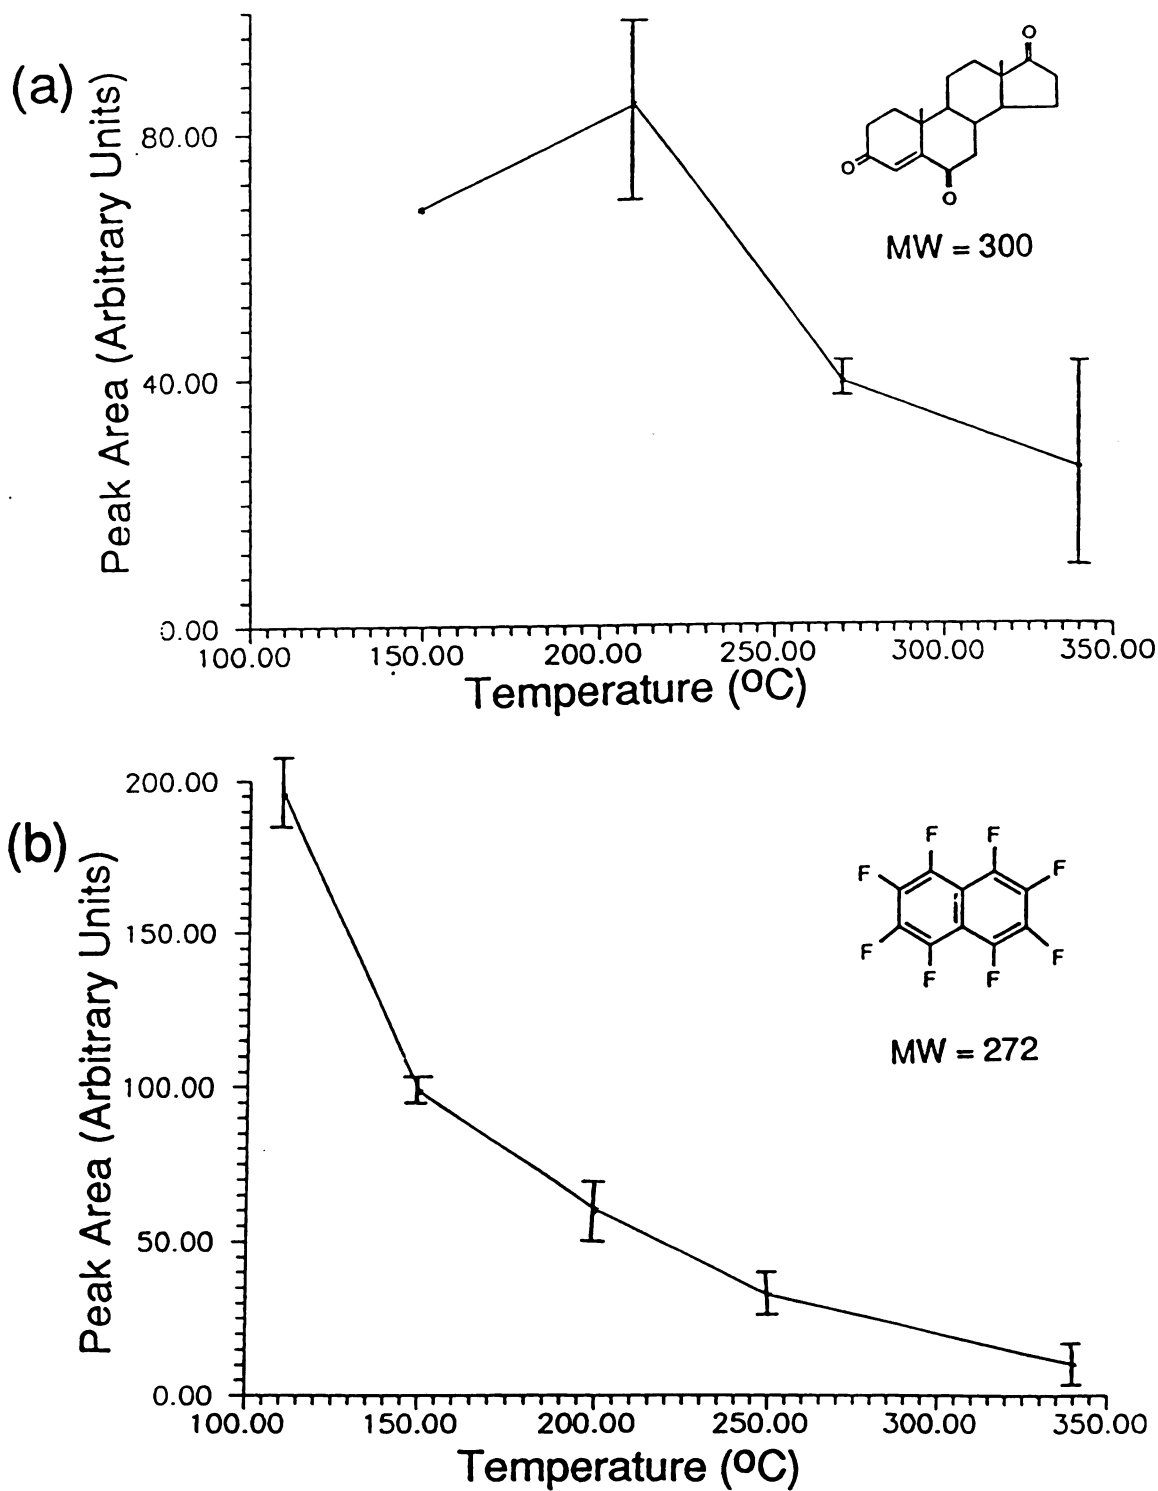 (a)
Peak Area (Arbitrary Units)
80.00
40.00
0.00
100.00 150.00 200.00 250.00 300.00 350.00
Temperature (ºC)
O
O
O
MW = 300
(b)
Peak Area (Arbitrary Units)
200.00
150.00
100.00
50.00
0.00
100.00 150.00 200.00 250.00 300.00 350.00
Temperature (ºC)
F F
F F
F F
F F
MW = 272